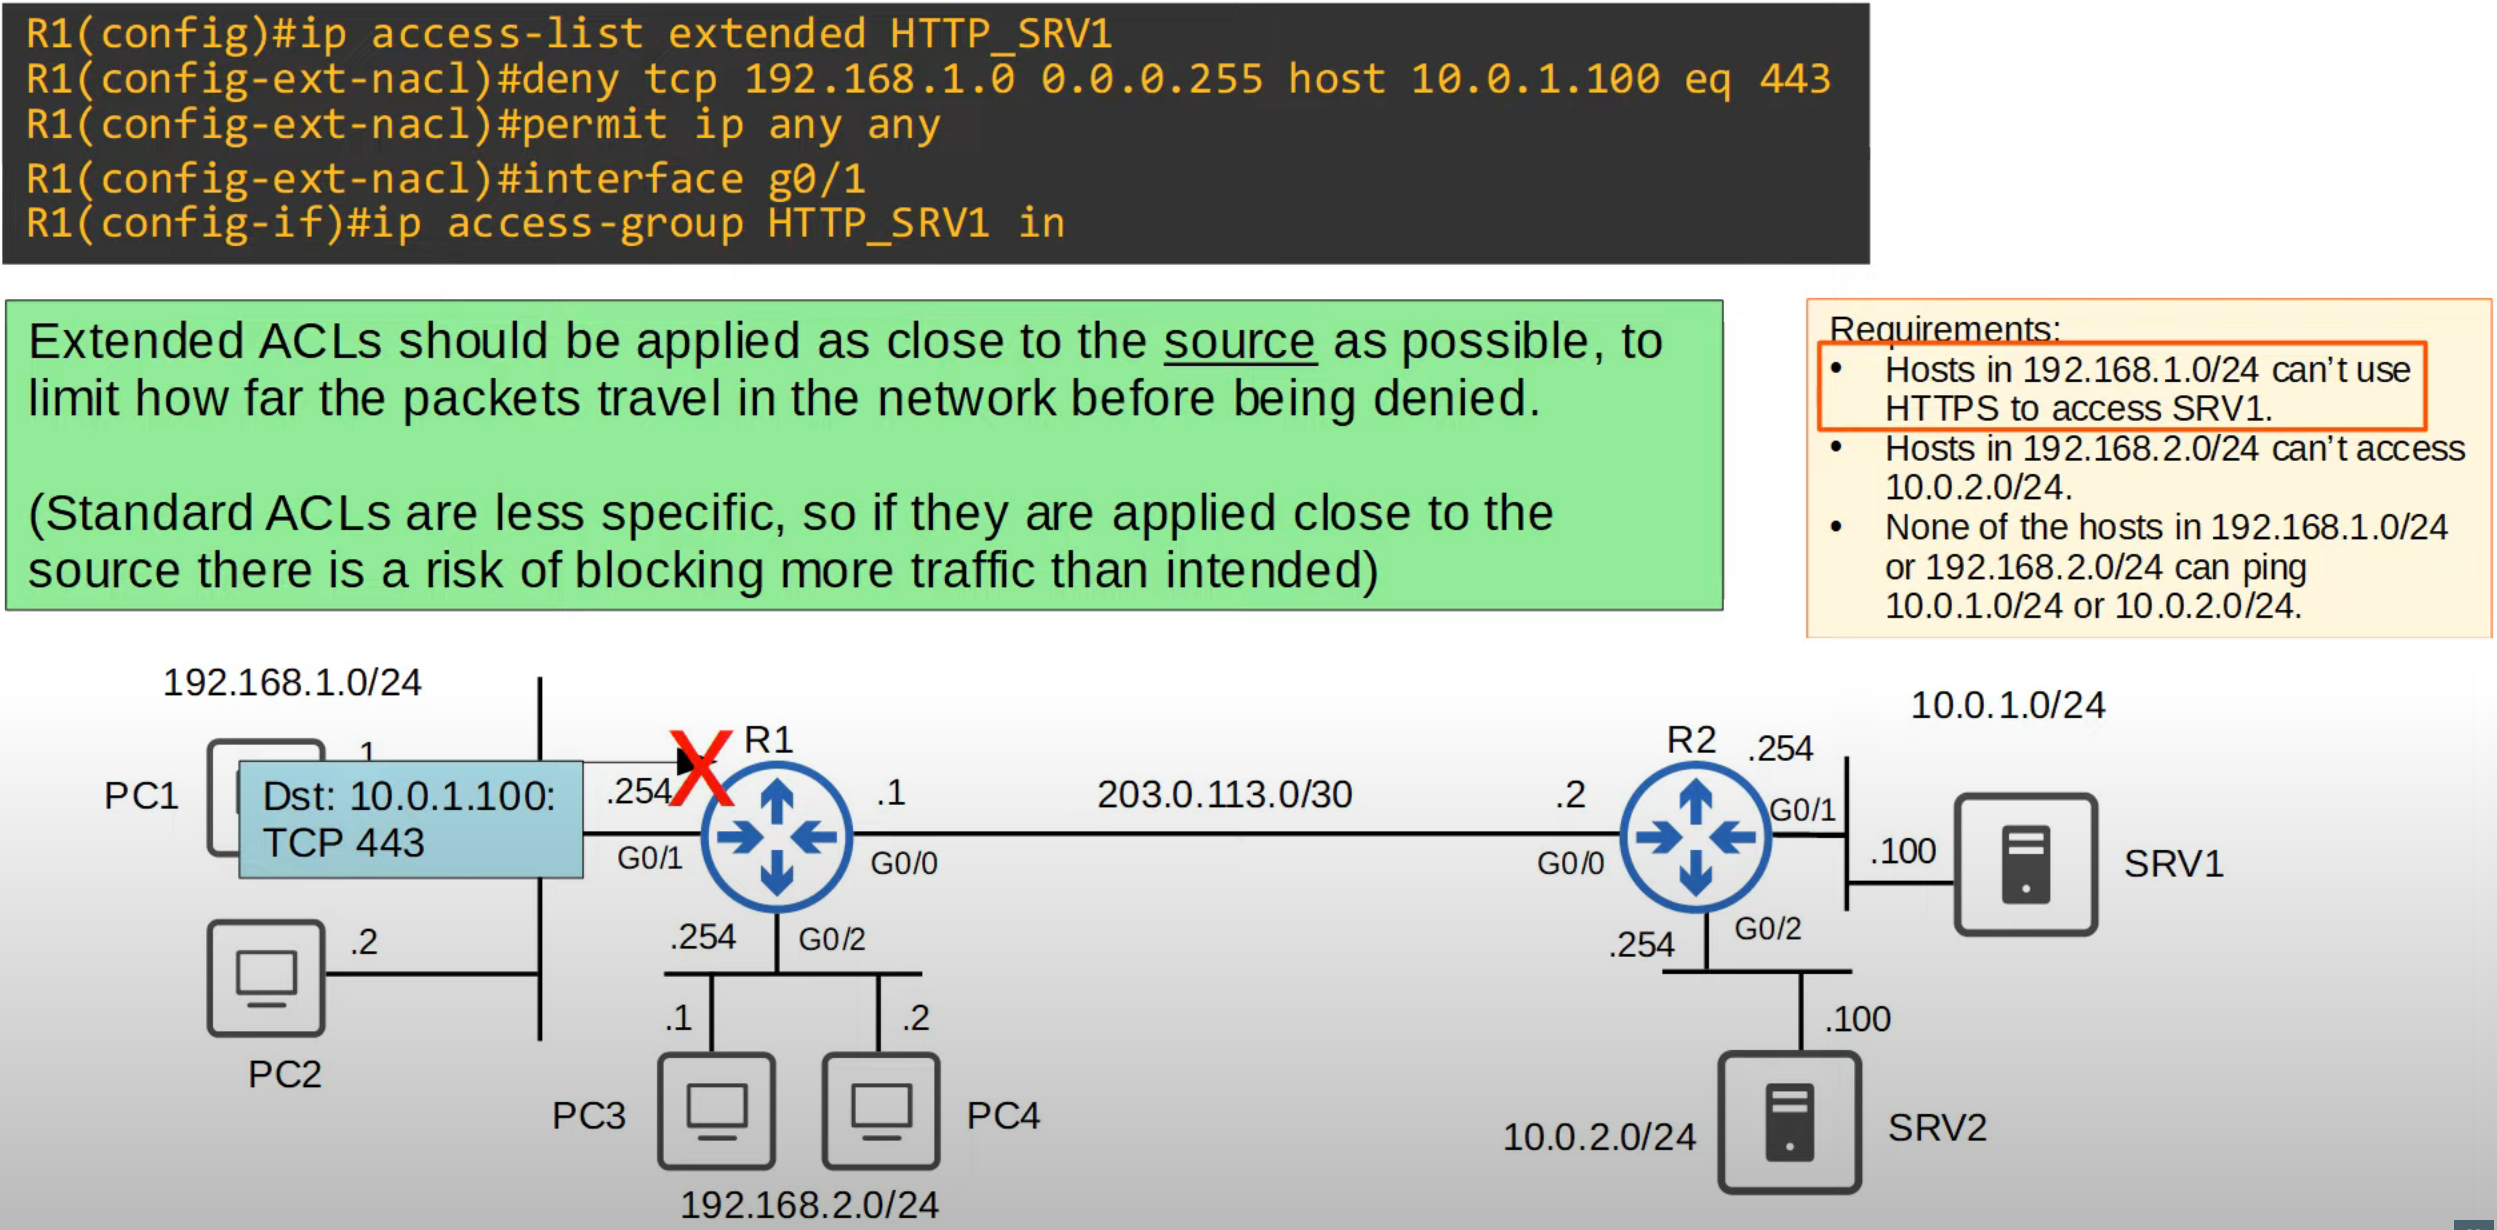 R1(config)#ip access-list extended HTTP_SRV1
R1(config-ext-nacl)#deny tcp 192.168.1.0 0.0.0.255 host 10.0.1.100 eq 443
R1(config-ext-nacl)#permit ip any any
R1(config-ext-nacl)#interface g0/1
R1(config-if)#ip access-group HTTP_SRV1 in
Extended ACLs should be applied as close to the source as possible, to
limit how far the packets travel in the network before being denied.
(Standard ACLs are less specific, so if they are applied close to the
source there is a risk of blocking more traffic than intended)
Requirements:
• Hosts in 192.168.1.0/24 can't use
HTTPS to access SRV1.
• Hosts in 192.168.2.0/24 can't access
10.0.2.0/24.
• None of the hosts in 192.168.1.0/24
or 192.168.2.0/24 can ping
10.0.1.0/24 or 10.0.2.0/24.
192.168.1.0/24
10.0.1.0/24
R1
R2
.254
.1
PC1
Dst: 10.0.1.100:
TCP 443
.254
X
.1
203.0.113.0/30
.2
G0/1
G0/1
G0/0
G0/0
.100
SRV1
.2
.254
G0/2
.254
G0/2
PC2
.1
.2
.100
PC3
PC4
10.0.2.0/24
SRV2
192.168.2.0/24